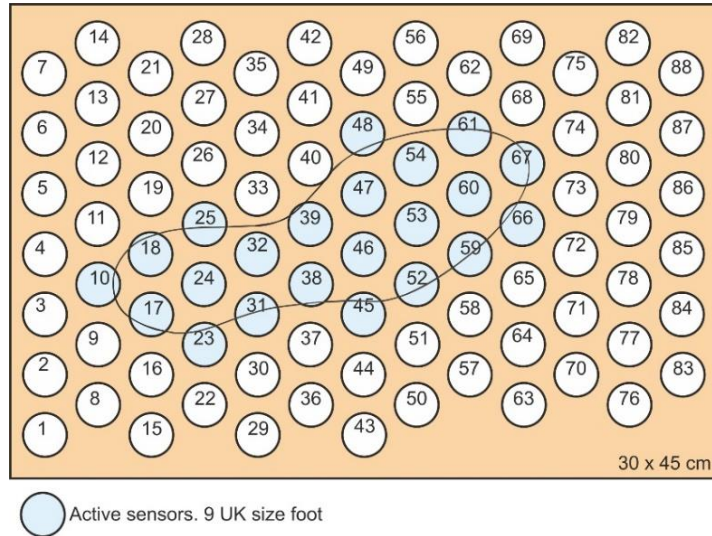 14 28 42 56 69 82
7 21 35 49 62 75 88
13 27 41 55 68 81
6 20 34 48 61 74 87
12 26 40 54 67 80
5 19 33 47 60 73 86
11 25 39 53 66 79
4 18 32 46 59 72 85
10 24 38 52 65 78
3 17 31 45 58 71 84
9 23 37 51 64 77
2 16 30 44 57 70 83
8 22 36 50 63 76
1 15 29 43
30 x 45 cm
Active sensors. 9 UK size foot